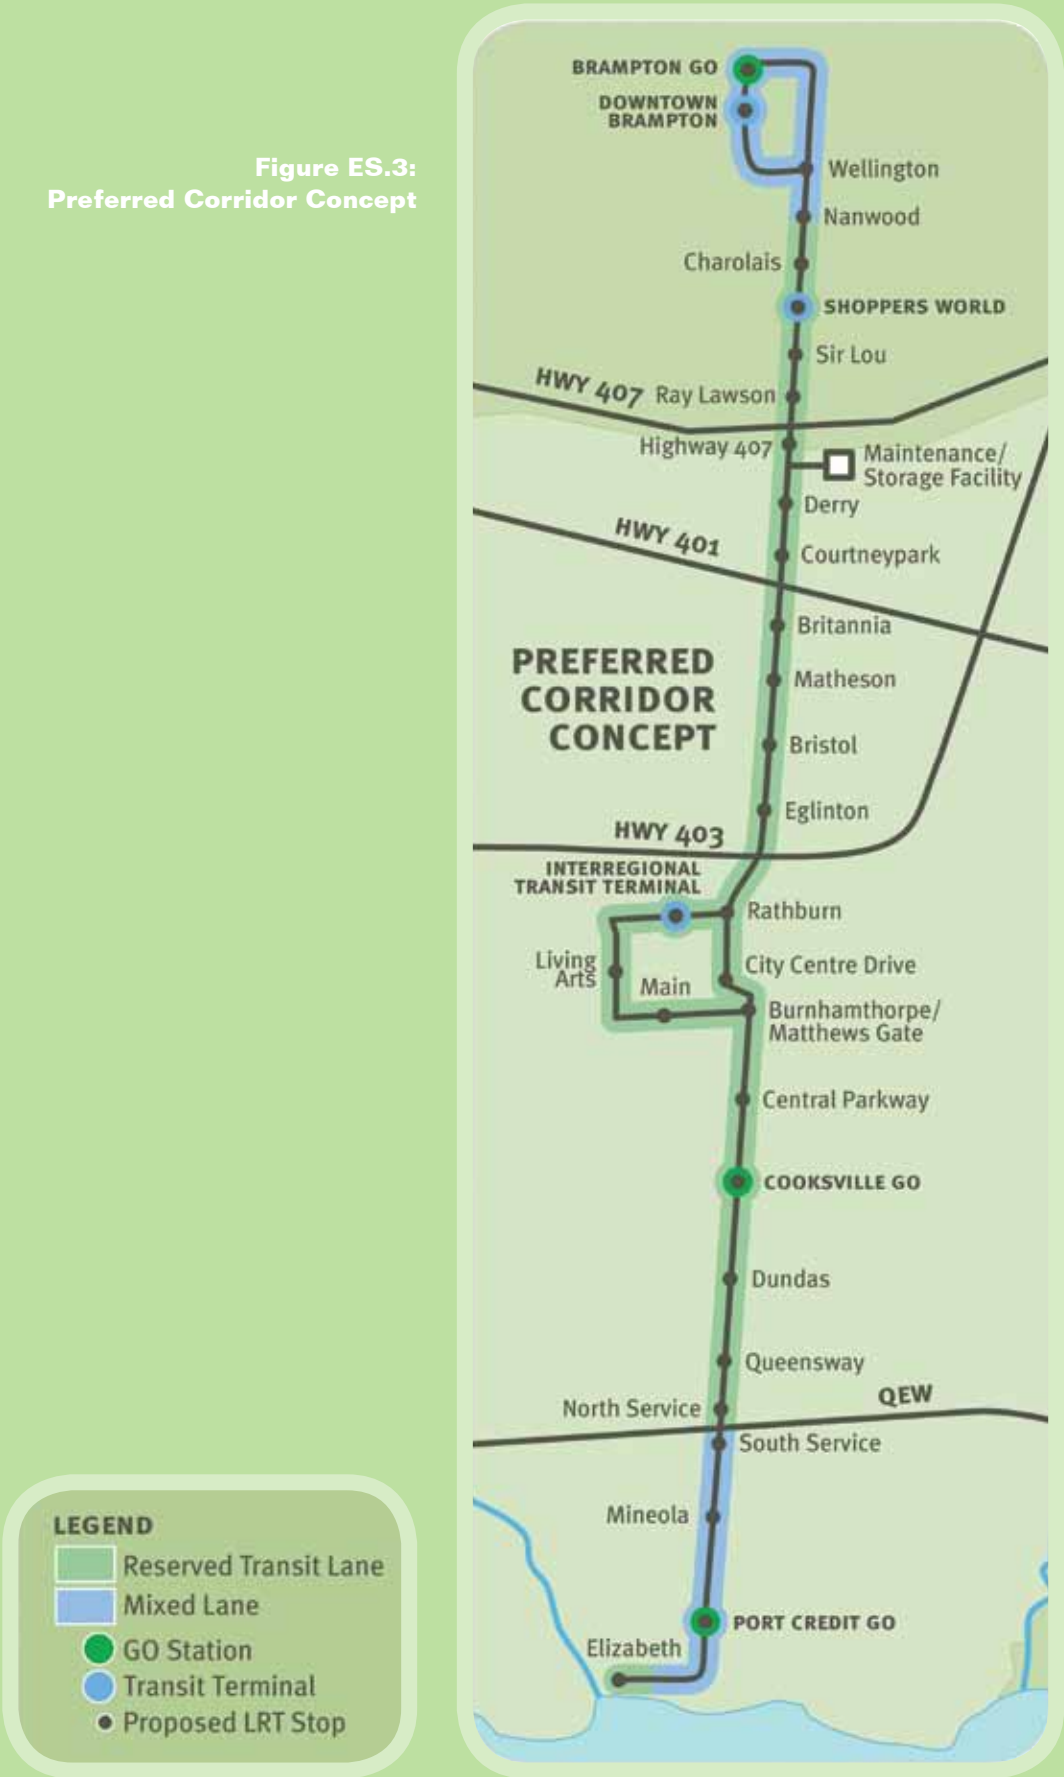 Figure ES.3:
Preferred Corridor Concept
BRAMPTON GO
DOWNTOWN
BRAMPTON
Wellington
Nanwood
Charolais
SHOPPERS WORLD
Sir Lou
HWY 407
Ray Lawson
Highway 407
Maintenance/
Storage Facility
Derry
HWY 401
Courtneypark
Britannia
PREFERRED
CORRIDOR
CONCEPT
Matheson
Bristol
Eglinton
HWY 403
INTERREGIONAL
TRANSIT TERMINAL
Rathburn
Living
Arts
City Centre Drive
Main
Burnhamthorpe/
Matthews Gate
Central Parkway
COOKSVILLE GO
Dundas
Queensway
QEW
North Service
South Service
Mineola
PORT CREDIT GO
Elizabeth
LEGEND
Reserved Transit Lane
Mixed Lane
GO Station
Transit Terminal
Proposed LRT Stop